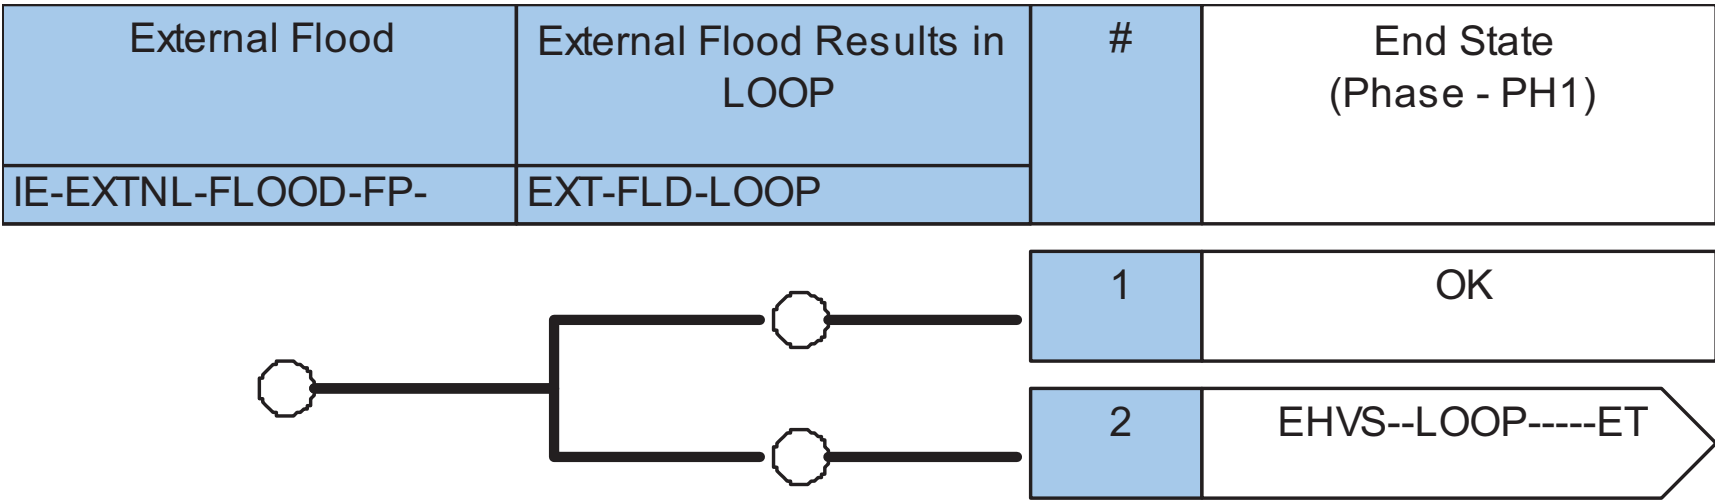 External Flood
External Flood Results in
LOOP
#
End State
(Phase - PH1)
IE-EXTNL-FLOOD-FP-
EXT-FLD-LOOP
1
OK
2
EHVS--LOOP-----ET